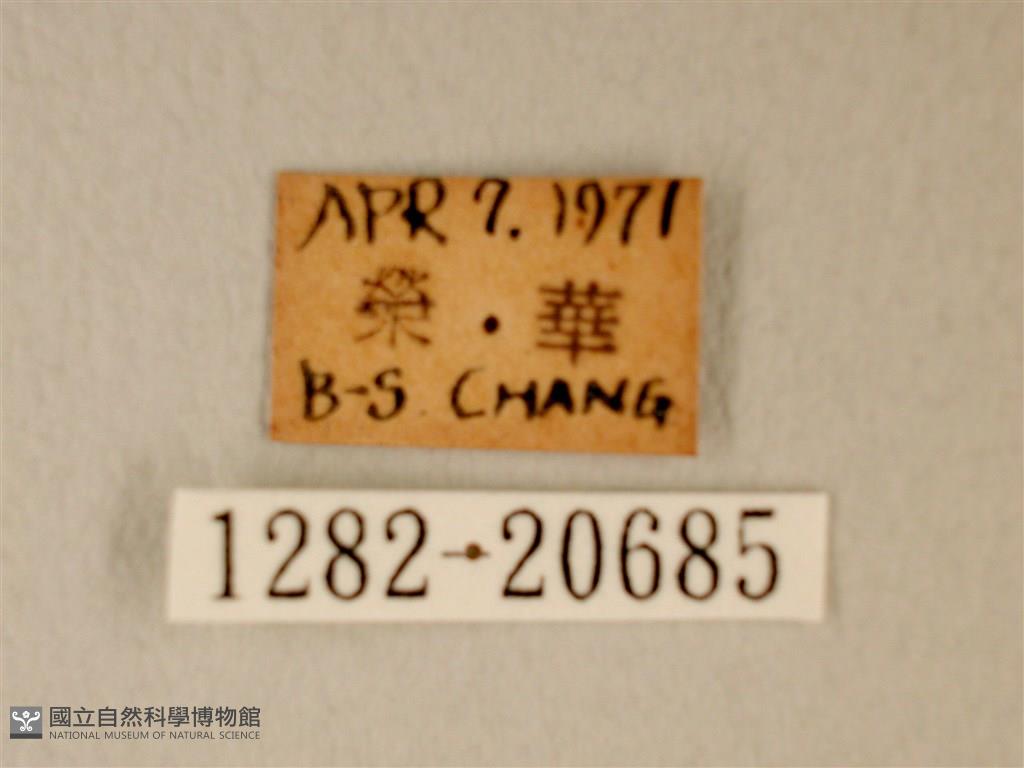 APR 7. 1971
榮 · 華
B-S. CHANG
1282-20685
國立自然科學博物館
NATIONAL MUSEUM OF NATURAL SCIENCE